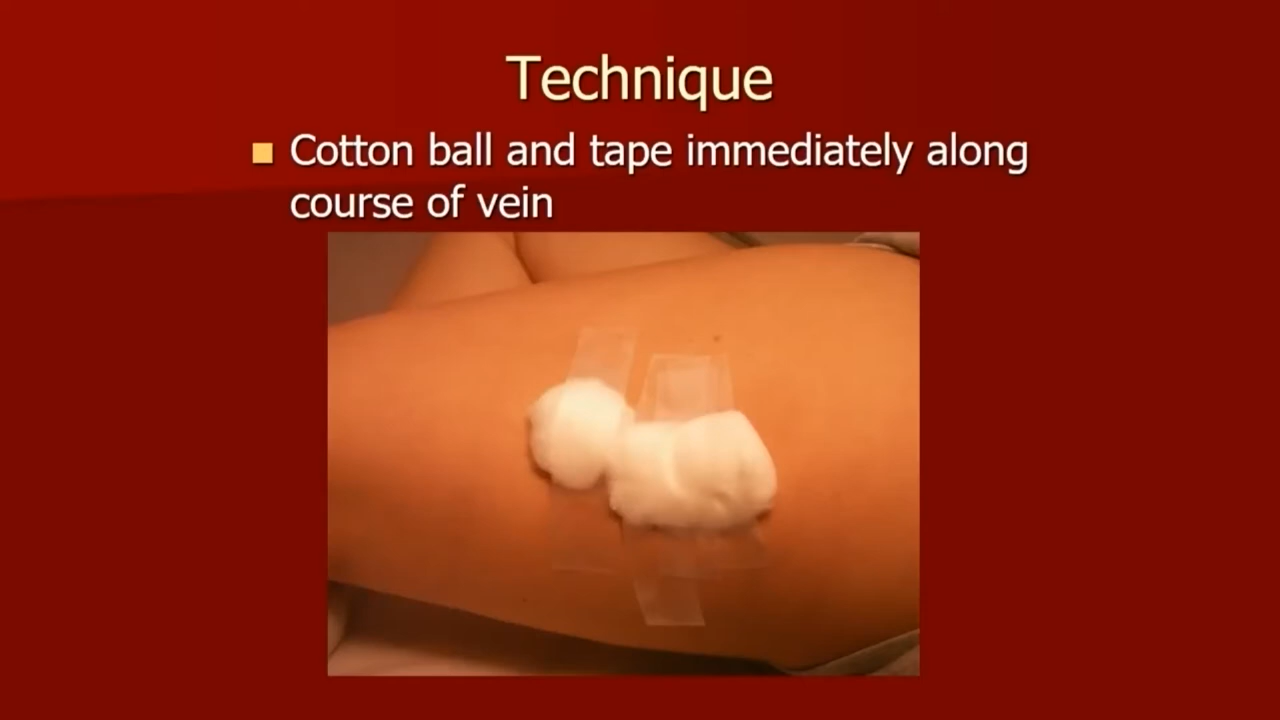 Technique
Cotton ball and tape immediately along
course of vein